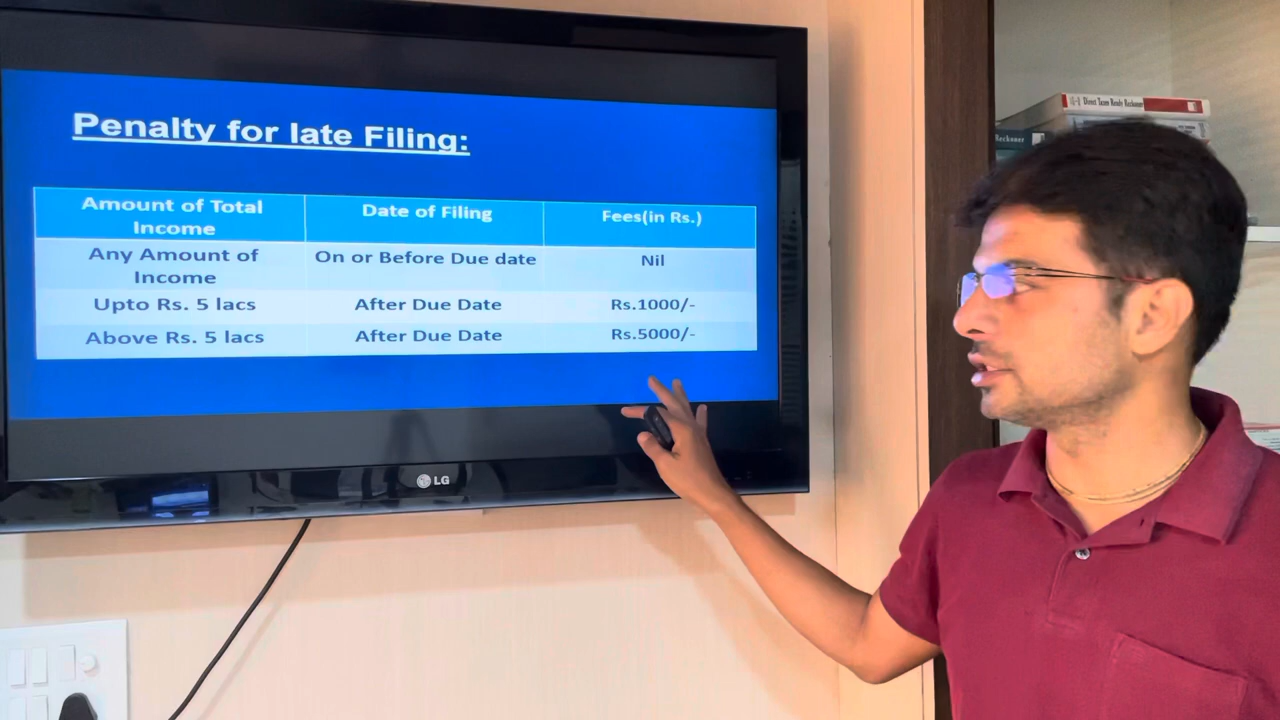 Penalty for late Filing:
Amount of Total
Income
Date of Filing
Fees(in Rs.)
Any Amount of
Income
On or Before Due date
Nil
Upto Rs. 5 lacs
After Due Date
Rs.1000/-
Above Rs. 5 lacs
After Due Date
Rs.5000/-
LG
Direct Taxes Ready Reckoner
Reckoner